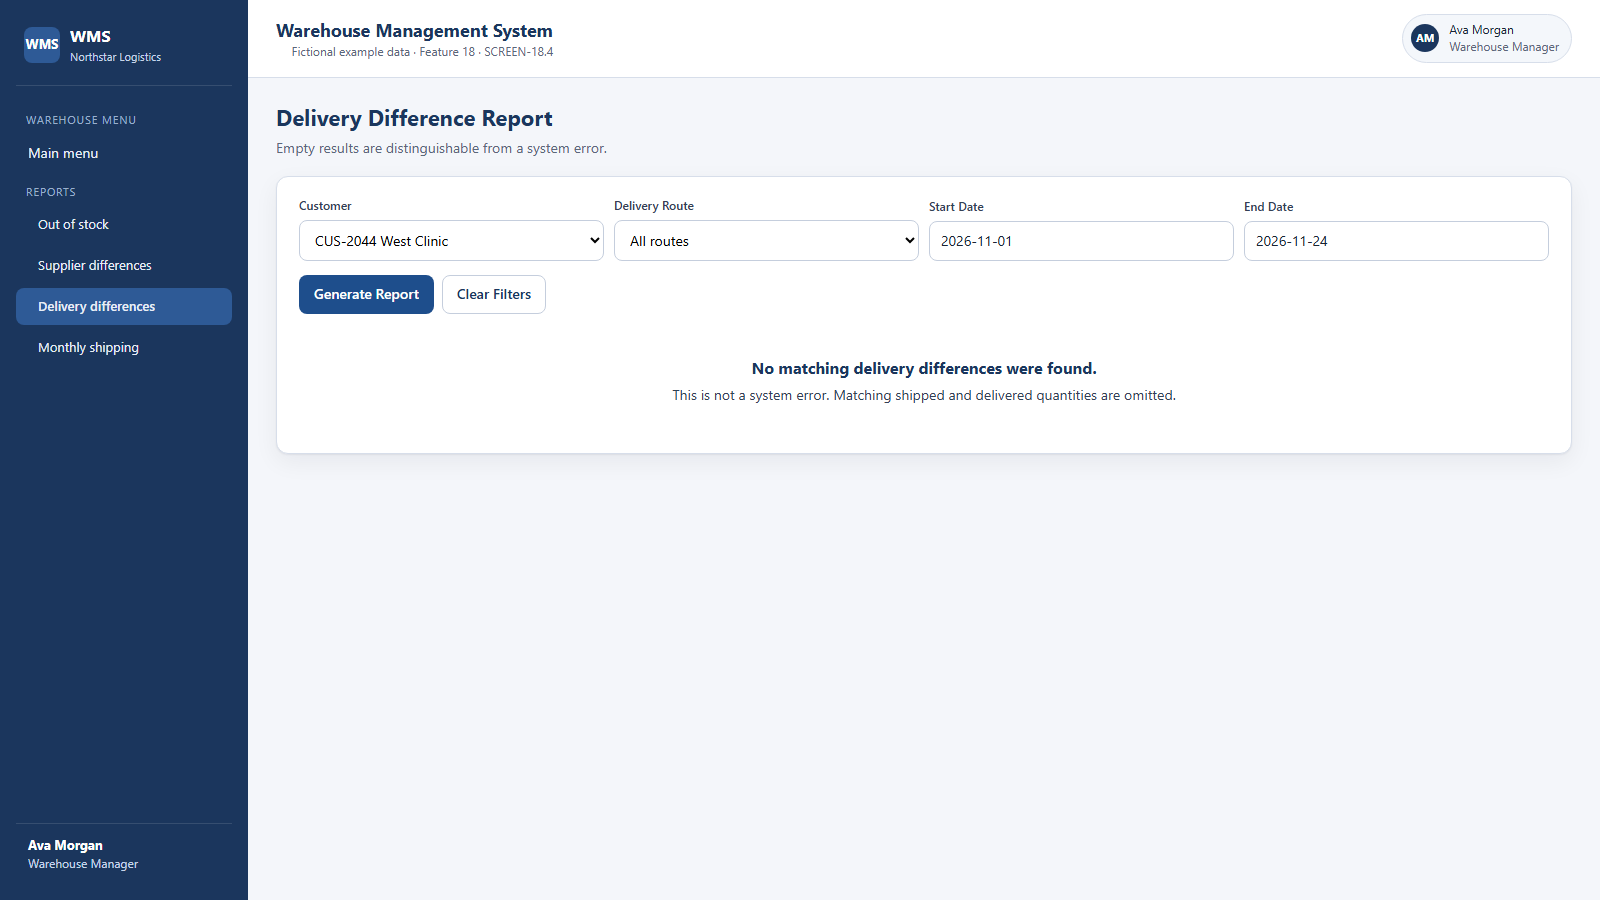 WMS
WMS
Northstar Logistics
WAREHOUSE MENU
Main menu
REPORTS
Out of stock
Supplier differences
Delivery differences
Monthly shipping
Ava Morgan
Warehouse Manager
Warehouse Management System
Fictional example data · Feature 18 · SCREEN-18.4
AM
Ava Morgan
Warehouse Manager
Delivery Difference Report
Empty results are distinguishable from a system error.
Customer
CUS-2044 West Clinic
Delivery Route
All routes
Start Date
2026-11-01
End Date
2026-11-24
Generate Report
Clear Filters
No matching delivery differences were found.
This is not a system error. Matching shipped and delivered quantities are omitted.